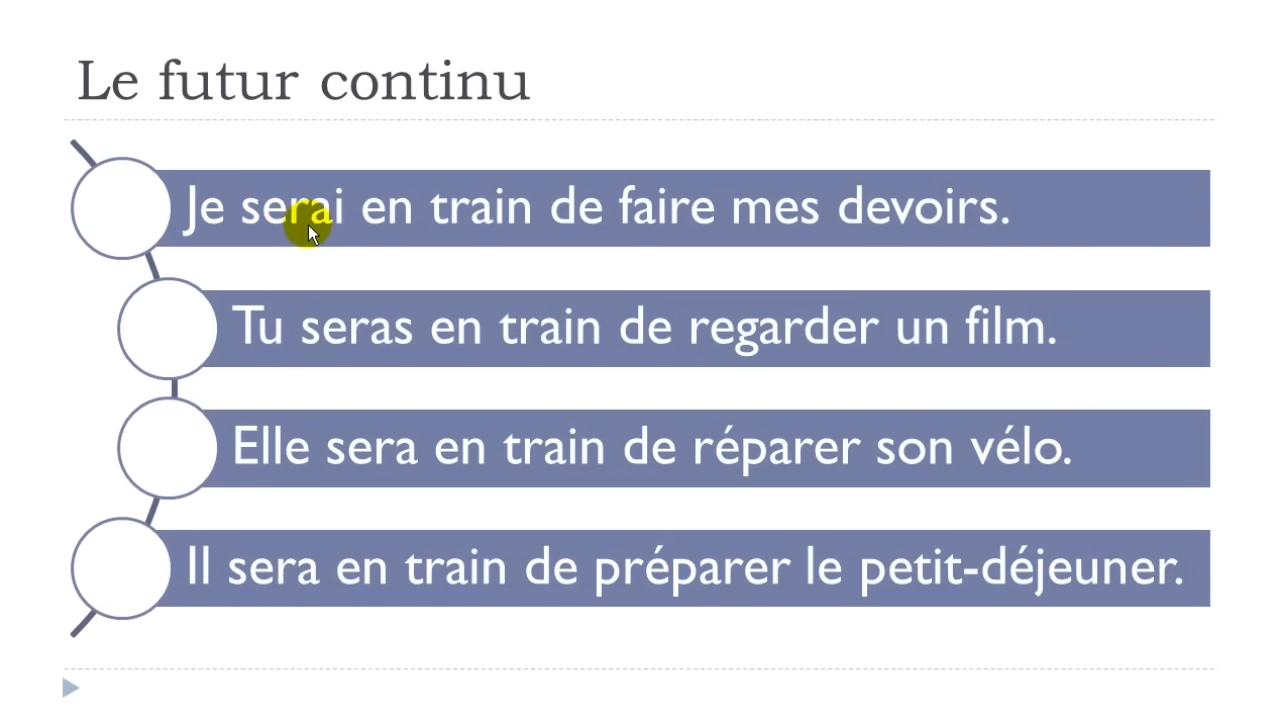 Le futur continu
Je serai en train de faire mes devoirs.
Tu seras en train de regarder un film.
Elle sera en train de réparer son vélo.
Il sera en train de préparer le petit-déjeuner.